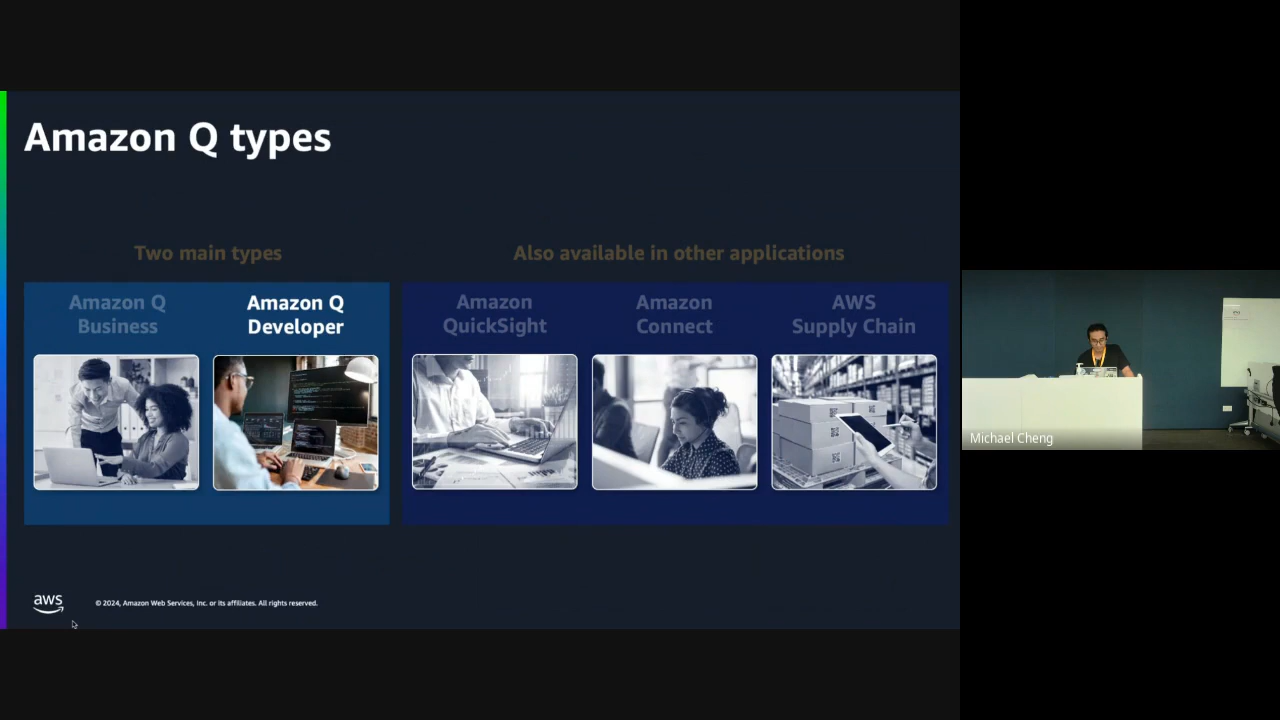 Amazon Q types
Two main types
Also available in other applications
Amazon Q
Business
Amazon Q
Developer
Amazon
QuickSight
Amazon
Connect
AWS
Supply Chain
aws
© 2024, Amazon Web Services, Inc. or its affiliates. All rights reserved.
Michael Cheng